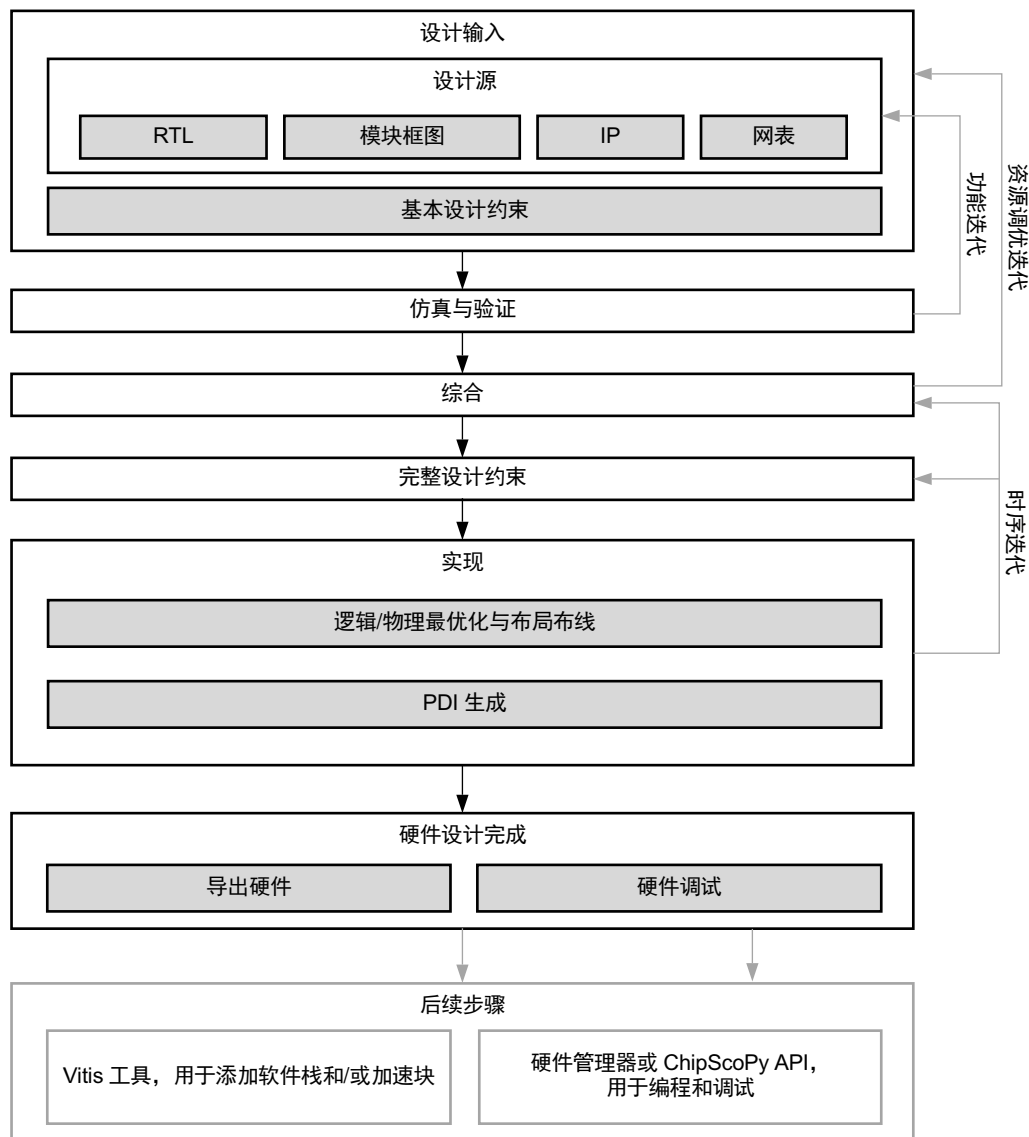 设计输入
设计源
RTL
模块框图
IP
网表
基本设计约束
功能迭代
资源调优迭代
仿真与验证
综合
完整设计约束
时序迭代
实现
逻辑/物理最优化与布局布线
PDI 生成
硬件设计完成
导出硬件
硬件调试
后续步骤
Vitis 工具，用于添加软件栈和/或加速块
硬件管理器或 ChipScoPy API，
用于编程和调试